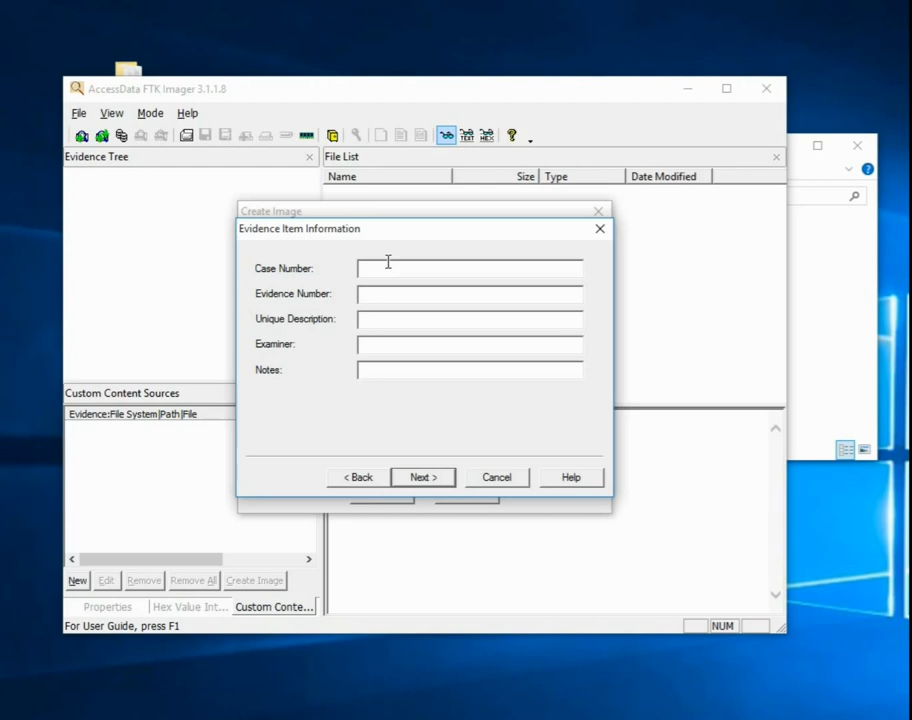 AccessData FTK Imager 3.1.1.8
File View Mode Help
TEXT HEX ?
Evidence Tree
File List
Name Size Type Date Modified
Create Image
Evidence Item Information
Case Number:
Evidence Number:
Unique Description:
Examiner:
Notes:
< Back Next > Cancel Help
Custom Content Sources
Evidence:File System|Path|File
New Edit Remove Remove All Create Image
Properties Hex Value Int... Custom Conte...
For User Guide, press F1
NUM